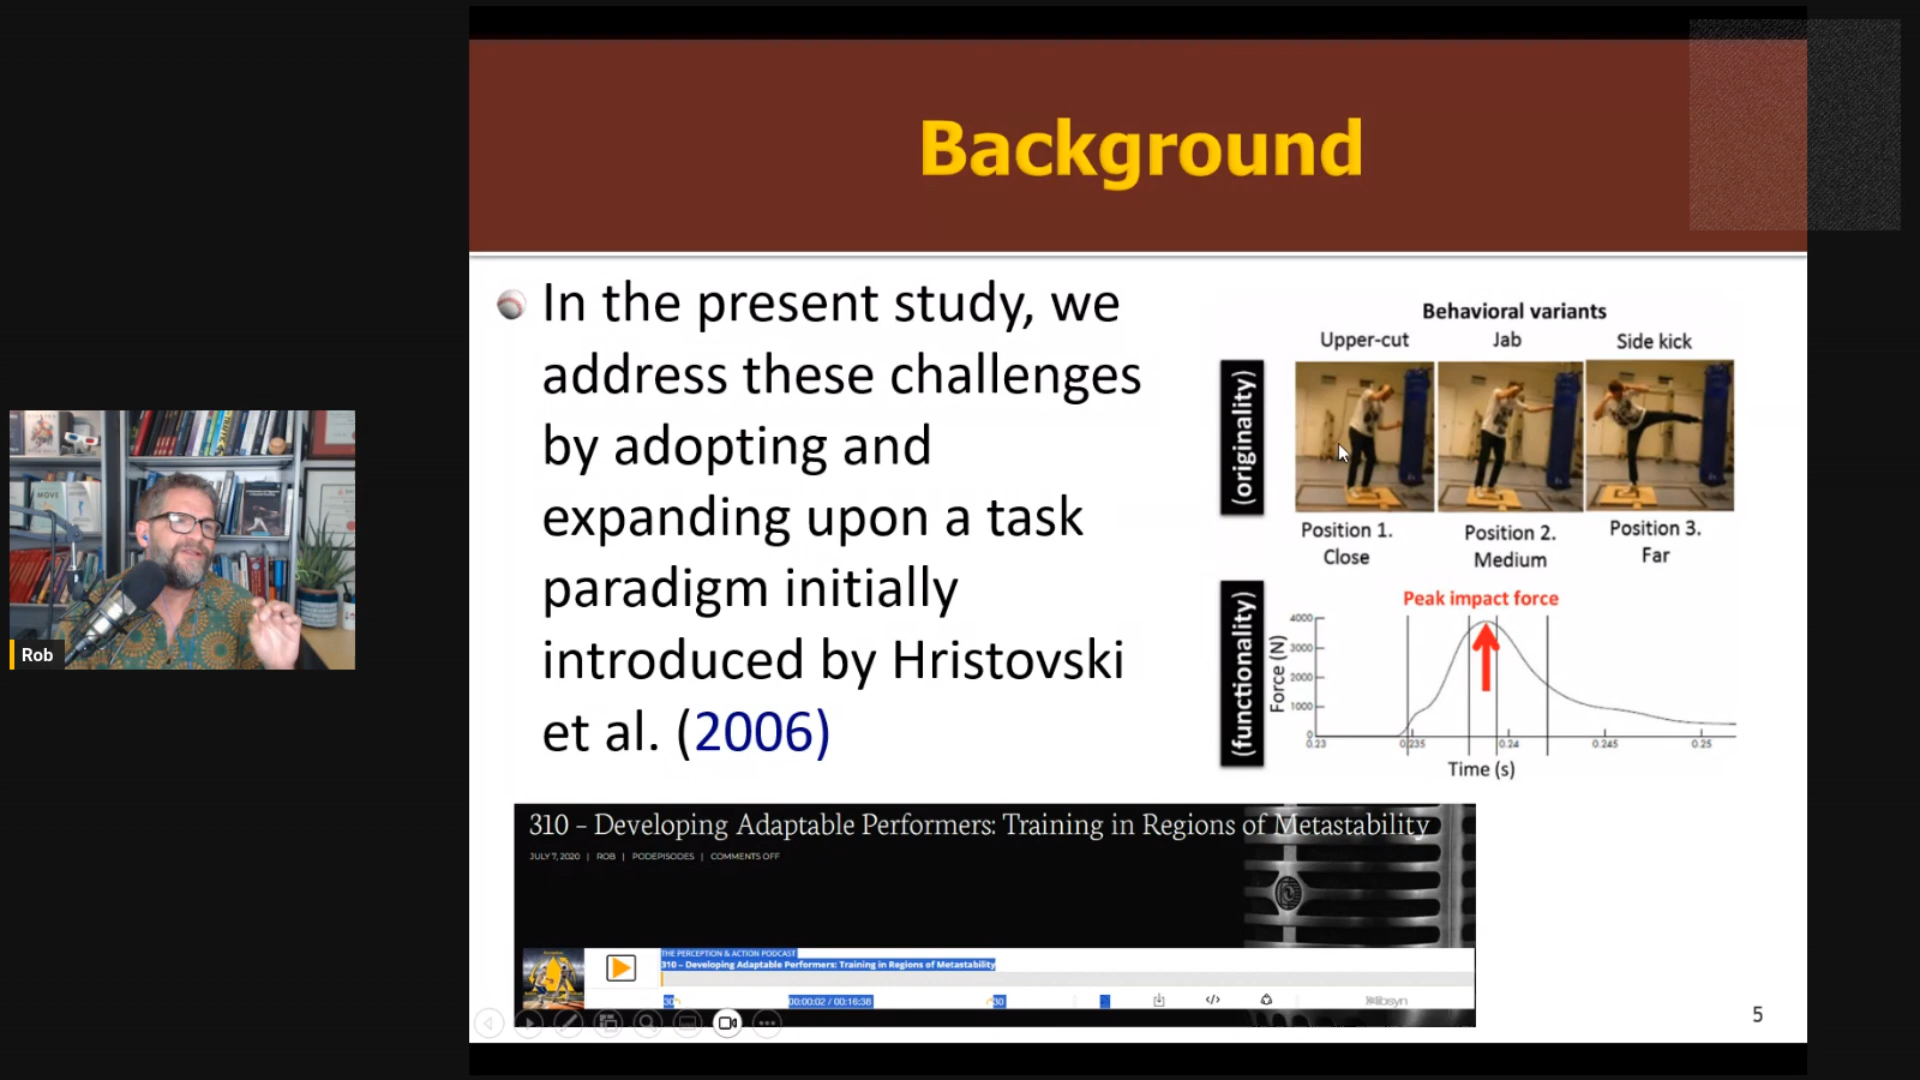 Background
In the present study, we
address these challenges
by adopting and
expanding upon a task
paradigm initially
introduced by Hristovski
et al. (2006)
Behavioral variants
Upper-cut Jab Side kick
(originality)
Position 1. Position 2. Position 3.
Close Medium Far
(functionality)
Peak impact force
Force (N)
4000
3000
2000
1000
0
0.23 0.235 0.24 0.245 0.25
Time (s)
MOVE
Rob
310 – Developing Adaptable Performers: Training in Regions of Metastability
JULY 7, 2020 | ROB | PODEPISODES | COMMENTS OFF
THE PERCEPTION & ACTION PODCAST
310 – Developing Adaptable Performers: Training in Regions of Metastability
30 00:00:02 / 00:16:38 30 </> libsyn
5